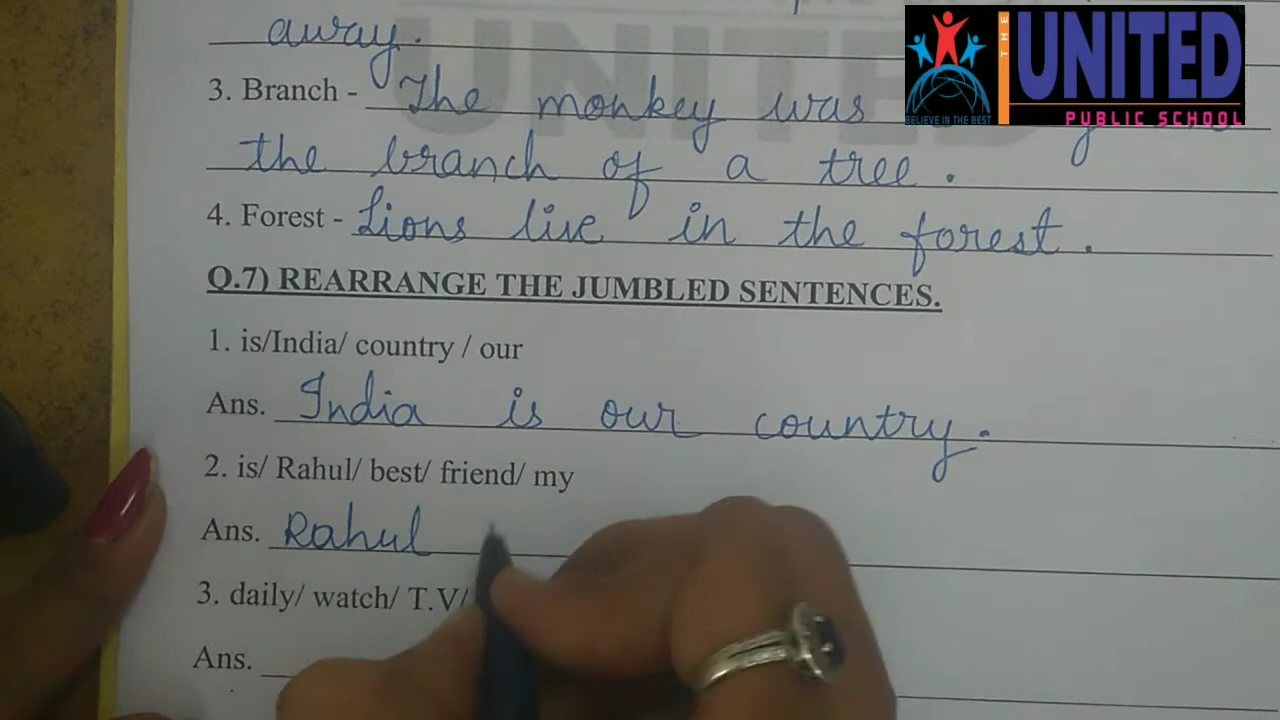 away.
THE UNITED
PUBLIC SCHOOL
BELIEVE IN THE BEST
3. Branch - The monkey was
the branch of a tree.
4. Forest - Lions live in the forest.
Q.7) REARRANGE THE JUMBLED SENTENCES.
1. is/India/ country / our
Ans. India is our country.
2. is/ Rahul/ best/ friend/ my
Ans. Rahul
3. daily/ watch/ T.V/
Ans.